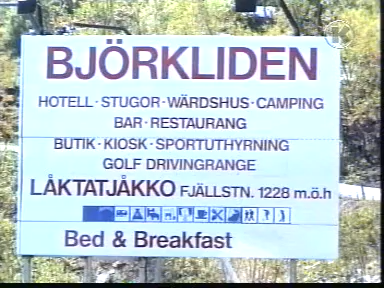 BJÖRKLIDEN
HOTELL · STUGOR · WÄRDSHUS · CAMPING
BAR · RESTAURANG
BUTIK · KIOSK · SPORTUTHYRNING
GOLF DRIVINGRANGE
LÅKTATJÅKKO FJÄLLSTN. 1228 m.ö.h
Bed & Breakfast